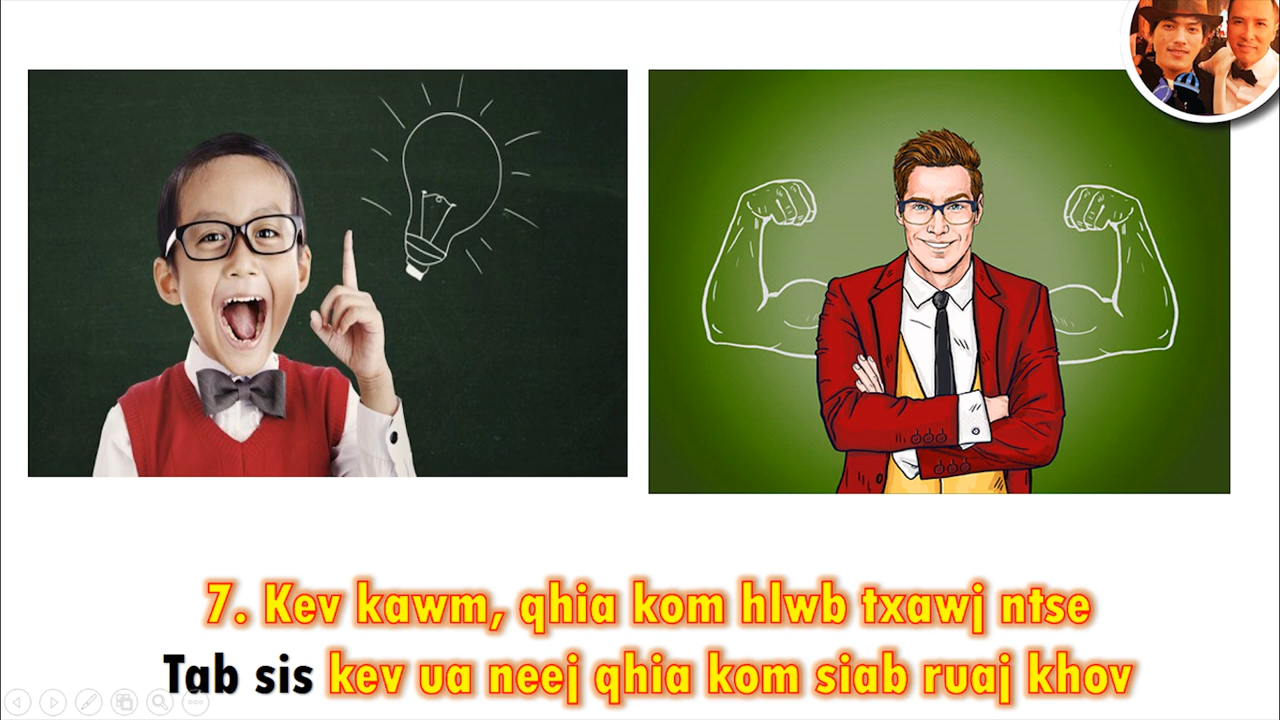 7. Kev kawm, qhia kom hlwb txawj ntse
Tab sis kev ua neej qhia kom siab ruaj khov